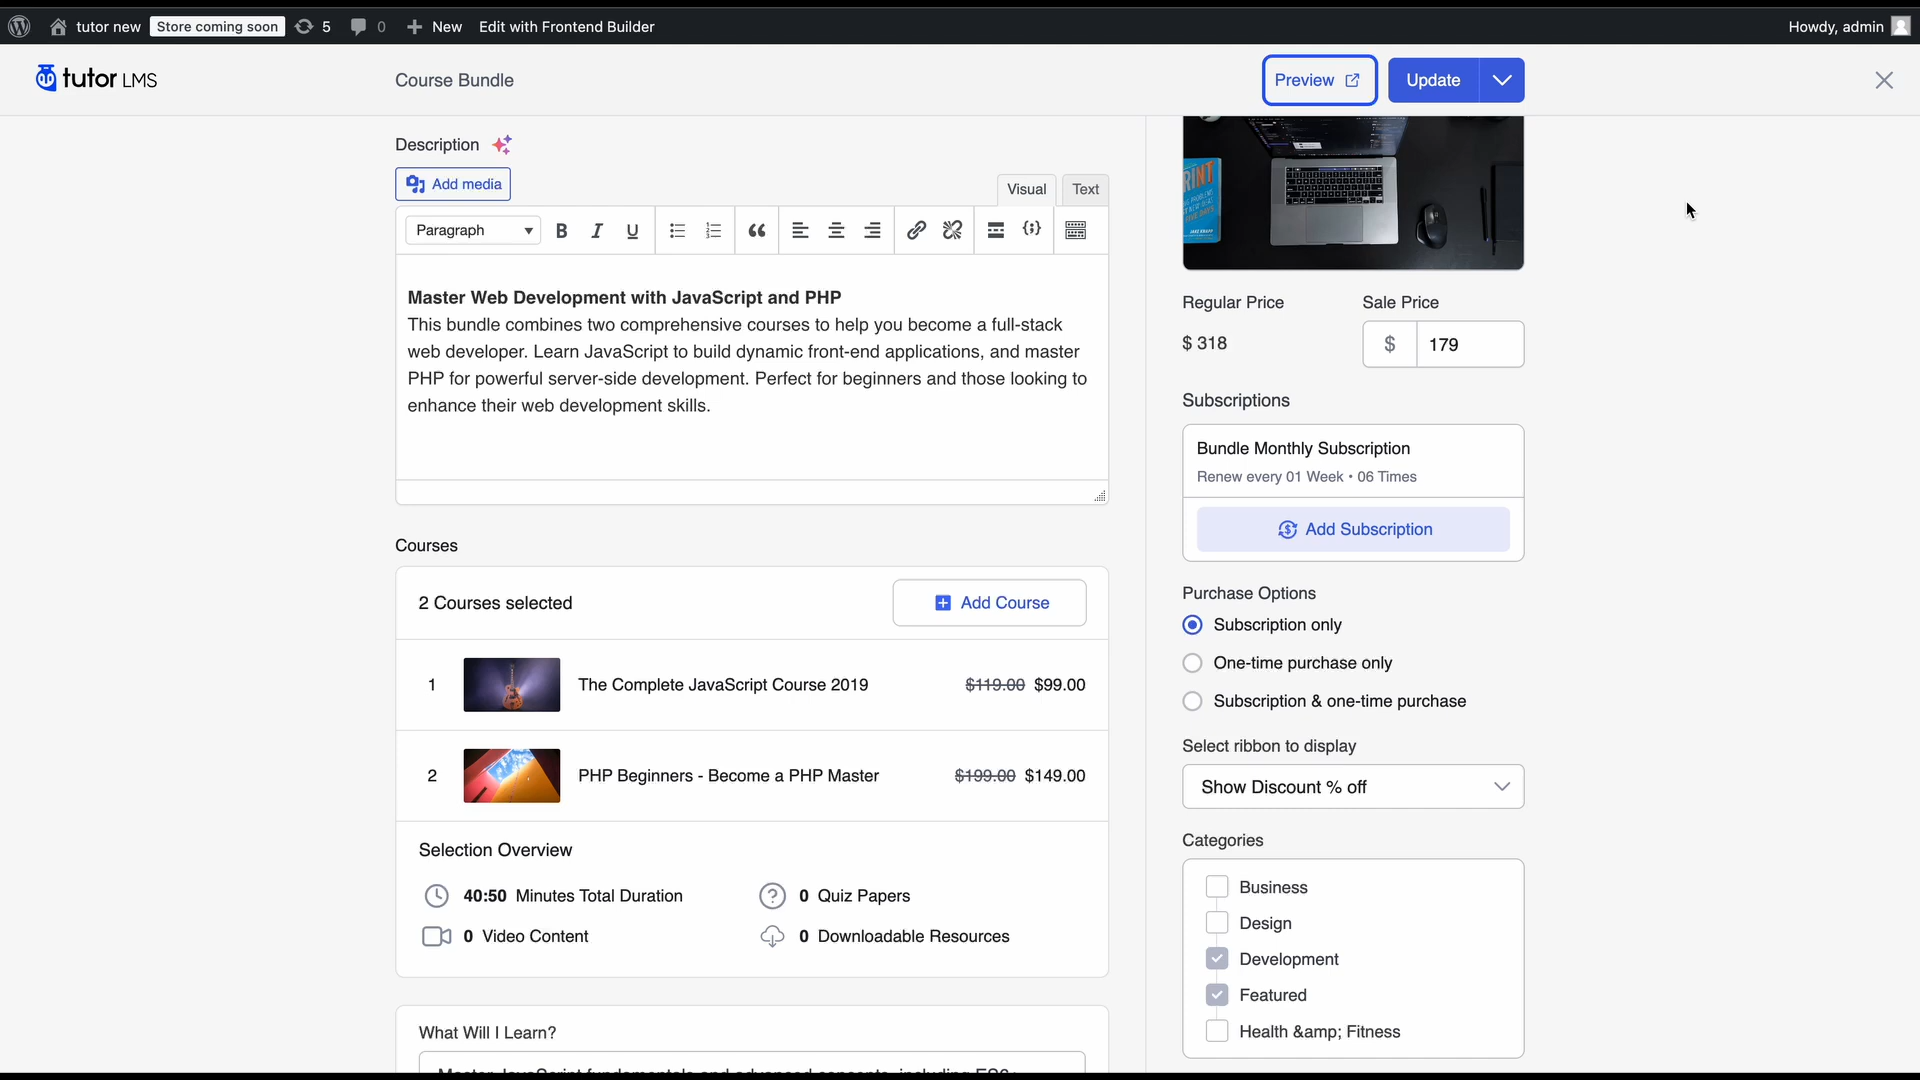 tutor new Store coming soon 5 0 New Edit with Frontend Builder Howdy, admin
tutor LMS Course Bundle Preview Update
Description
Add media
Visual Text
Paragraph B I U
Master Web Development with JavaScript and PHP
This bundle combines two comprehensive courses to help you become a full-stack
web developer. Learn JavaScript to build dynamic front-end applications, and master
PHP for powerful server-side development. Perfect for beginners and those looking to
enhance their web development skills.
Courses
2 Courses selected Add Course
1 The Complete JavaScript Course 2019 $119.00 $99.00
2 PHP Beginners - Become a PHP Master $199.00 $149.00
Selection Overview
40:50 Minutes Total Duration 0 Quiz Papers
0 Video Content 0 Downloadable Resources
What Will I Learn?
Regular Price Sale Price
$ 318 $ 179
Subscriptions
Bundle Monthly Subscription
Renew every 01 Week • 06 Times
Add Subscription
Purchase Options
Subscription only
One-time purchase only
Subscription & one-time purchase
Select ribbon to display
Show Discount % off
Categories
Business
Design
Development
Featured
Health &amp; Fitness